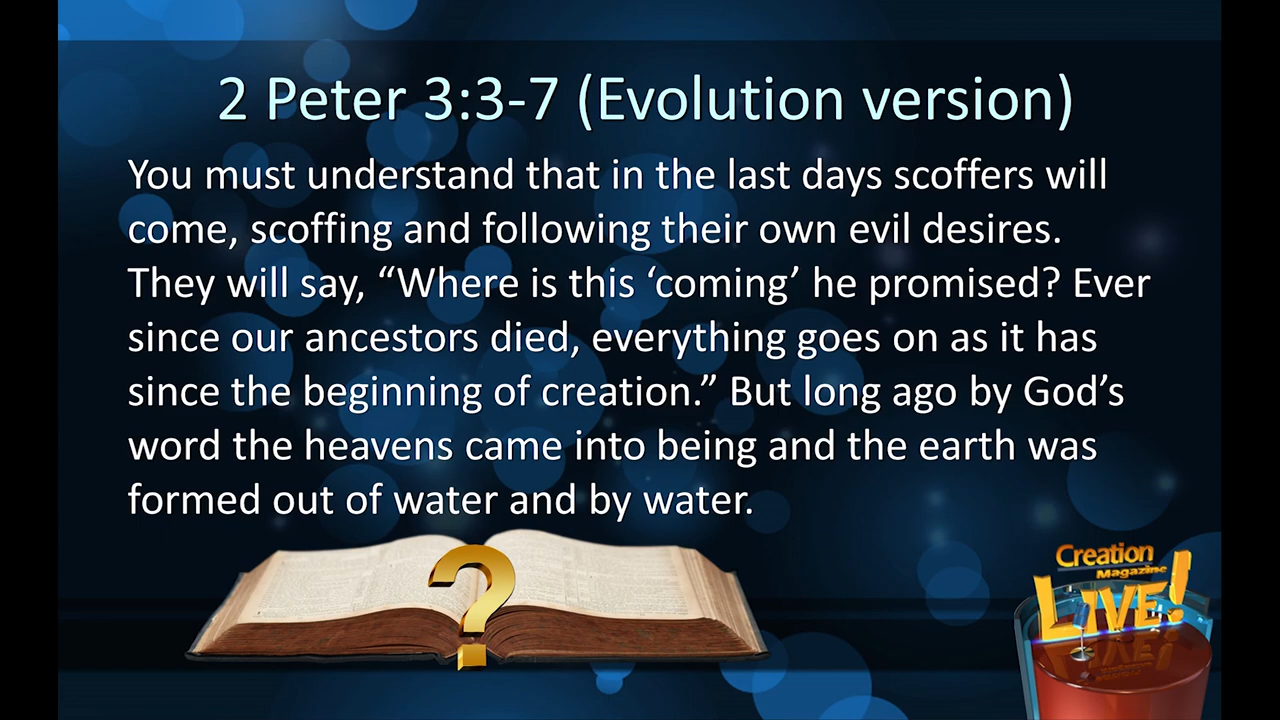 2 Peter 3:3-7 (Evolution version)
You must understand that in the last days scoffers will
come, scoffing and following their own evil desires.
They will say, “Where is this ‘coming’ he promised? Ever
since our ancestors died, everything goes on as it has
since the beginning of creation.” But long ago by God’s
word the heavens came into being and the earth was
formed out of water and by water.
?
Creation
Magazine
LIVE!